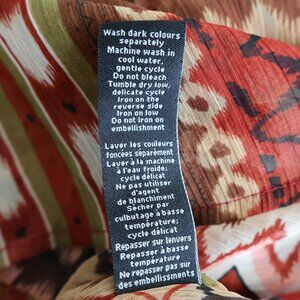 Wash dark colours
separately
Machine wash in
cool water,
gentle cycle
Do not bleach
Tumble dry low,
delicate cycle
Iron on the
reverse side
Iron on low
Do not iron on
embellishment
Laver les couleurs
foncées séparément
Laver à la machine
à l'eau froide;
cycle délicat
Ne pas utiliser
d'agent
de blanchiment
Sécher par
culbutage à basse
température;
cycle délicat
Repasser sur l'envers
Repasser à basse
température
Ne repasser pas sur
des embellissments